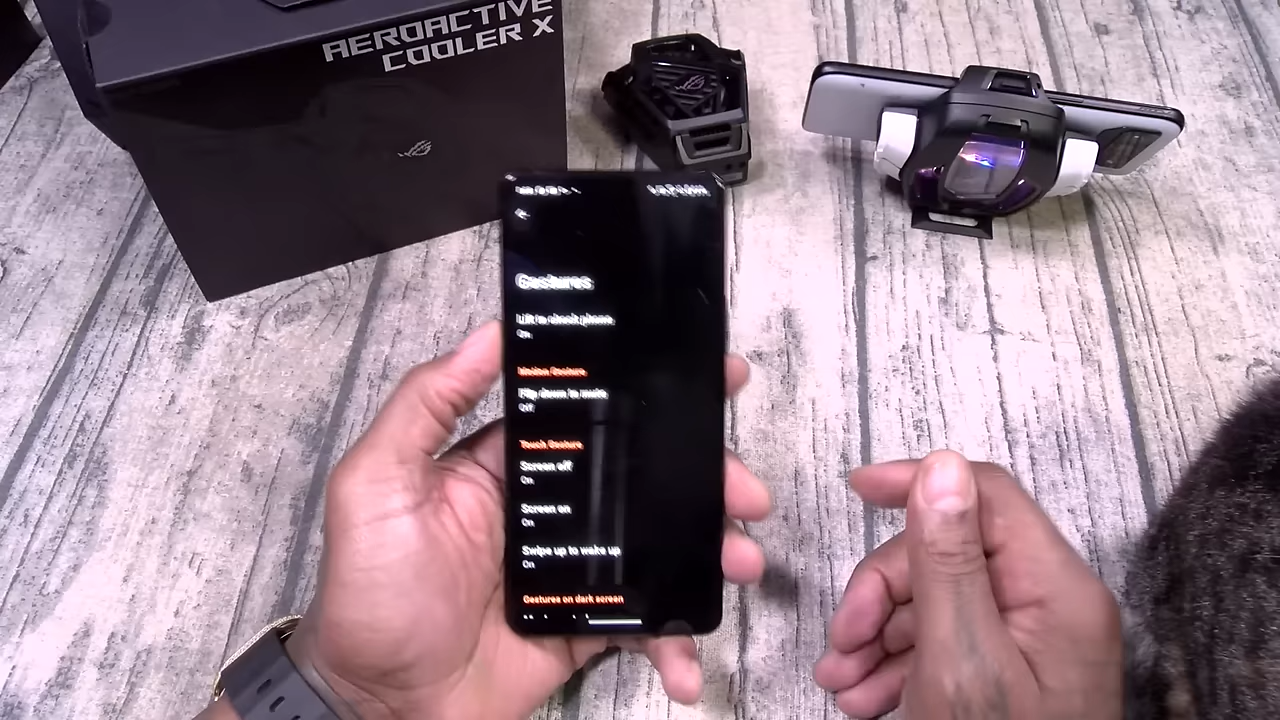 AEROACTIVE
COOLER X
Gestures
Lift to check phone
On
Motion Gesture
Flip down to mute
Off
Touch Gesture
Screen off
On
Screen on
On
Swipe up to wake up
On
Gestures on dark screen